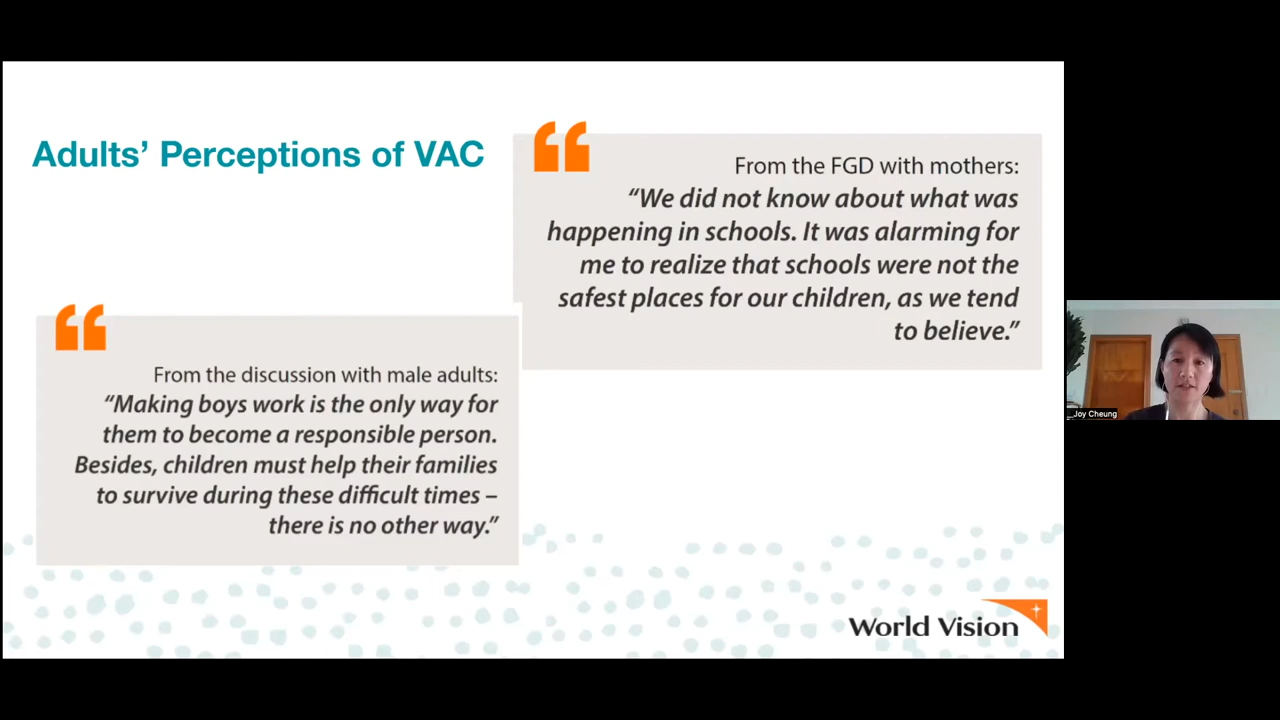 Adults’ Perceptions of VAC
From the FGD with mothers:
“We did not know about what was
happening in schools. It was alarming for
me to realize that schools were not the
safest places for our children, as we tend
to believe.”
From the discussion with male adults:
“Making boys work is the only way for
them to become a responsible person.
Besides, children must help their families
to survive during these difficult times –
there is no other way.”
World Vision
Joy Cheung